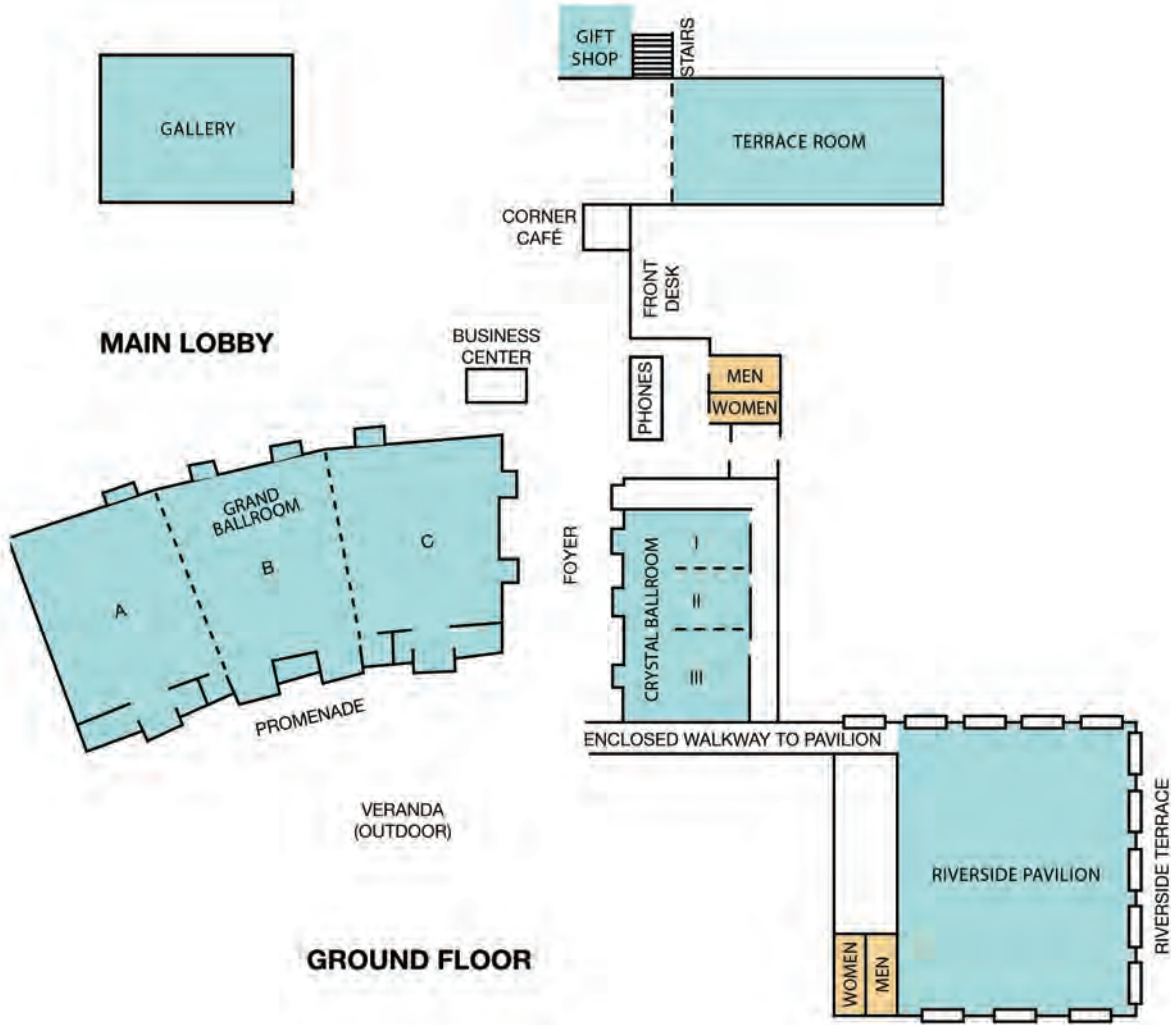 GIFT
SHOP
STAIRS
GALLERY
TERRACE ROOM
CORNER
CAFÉ
FRONT
DESK
MAIN LOBBY
BUSINESS
CENTER
PHONES
MEN
WOMEN
GRAND
BALLROOM
A
B
C
FOYER
CRYSTAL BALLROOM
I
II
III
PROMENADE
ENCLOSED WALKWAY TO PAVILION
VERANDA
(OUTDOOR)
RIVERSIDE PAVILION
RIVERSIDE TERRACE
GROUND FLOOR
WOMEN
MEN